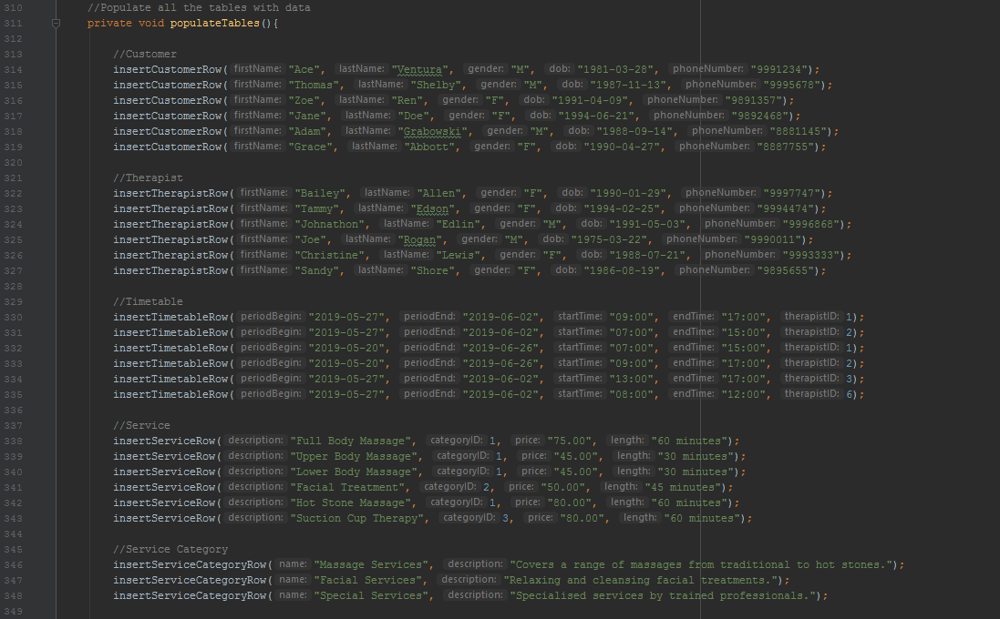 310 //Populate all the tables with data
311 private void populateTables(){
312
313 //Customer
314 insertCustomerRow( firstName: "Ace", lastName: "Ventura", gender: "M", dob: "1981-03-28", phoneNumber: "9991234");
315 insertCustomerRow( firstName: "Thomas", lastName: "Shelby", gender: "M", dob: "1987-11-13", phoneNumber: "9995678");
316 insertCustomerRow( firstName: "Zoe", lastName: "Ren", gender: "F", dob: "1991-04-09", phoneNumber: "9891357");
317 insertCustomerRow( firstName: "Jane", lastName: "Doe", gender: "F", dob: "1994-06-21", phoneNumber: "9892468");
318 insertCustomerRow( firstName: "Adam", lastName: "Grabowski", gender: "M", dob: "1988-09-14", phoneNumber: "8881145");
319 insertCustomerRow( firstName: "Grace", lastName: "Abbott", gender: "F", dob: "1990-04-27", phoneNumber: "8887755");
320
321 //Therapist
322 insertTherapistRow( firstName: "Bailey", lastName: "Allen", gender: "F", dob: "1990-01-29", phoneNumber: "9997747");
323 insertTherapistRow( firstName: "Tammy", lastName: "Edson", gender: "F", dob: "1994-02-25", phoneNumber: "9994474");
324 insertTherapistRow( firstName: "Johnathon", lastName: "Edlin", gender: "M", dob: "1991-05-03", phoneNumber: "9996868");
325 insertTherapistRow( firstName: "Joe", lastName: "Rogan", gender: "M", dob: "1975-03-22", phoneNumber: "9990011");
326 insertTherapistRow( firstName: "Christine", lastName: "Lewis", gender: "F", dob: "1988-07-21", phoneNumber: "9993333");
327 insertTherapistRow( firstName: "Sandy", lastName: "Shore", gender: "F", dob: "1986-08-19", phoneNumber: "9895655");
328
329 //Timetable
330 insertTimetableRow( periodBegin: "2019-05-27", periodEnd: "2019-06-02", startTime: "09:00", endTime: "17:00", therapistID: 1);
331 insertTimetableRow( periodBegin: "2019-05-27", periodEnd: "2019-06-02", startTime: "07:00", endTime: "15:00", therapistID: 2);
332 insertTimetableRow( periodBegin: "2019-05-20", periodEnd: "2019-06-26", startTime: "07:00", endTime: "15:00", therapistID: 1);
333 insertTimetableRow( periodBegin: "2019-05-20", periodEnd: "2019-06-26", startTime: "09:00", endTime: "17:00", therapistID: 2);
334 insertTimetableRow( periodBegin: "2019-05-27", periodEnd: "2019-06-02", startTime: "13:00", endTime: "17:00", therapistID: 3);
335 insertTimetableRow( periodBegin: "2019-05-27", periodEnd: "2019-06-02", startTime: "08:00", endTime: "12:00", therapistID: 6);
336
337 //Service
338 insertServiceRow( description: "Full Body Massage", categoryID: 1, price: "75.00", length: "60 minutes");
339 insertServiceRow( description: "Upper Body Massage", categoryID: 1, price: "45.00", length: "30 minutes");
340 insertServiceRow( description: "Lower Body Massage", categoryID: 1, price: "45.00", length: "30 minutes");
341 insertServiceRow( description: "Facial Treatment", categoryID: 2, price: "50.00", length: "45 minutes");
342 insertServiceRow( description: "Hot Stone Massage", categoryID: 1, price: "80.00", length: "60 minutes");
343 insertServiceRow( description: "Suction Cup Therapy", categoryID: 3, price: "80.00", length: "60 minutes");
344
345 //Service Category
346 insertServiceCategoryRow( name: "Massage Services", description: "Covers a range of massages from traditional to hot stones.");
347 insertServiceCategoryRow( name: "Facial Services", description: "Relaxing and cleansing facial treatments.");
348 insertServiceCategoryRow( name: "Special Services", description: "Specialised services by trained professionals.");
349